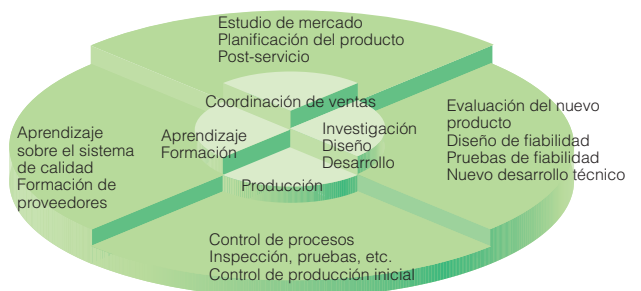 Estudio de mercado
Planificación del producto
Post-servicio
Coordinación de ventas
Aprendizaje
sobre el sistema
de calidad
Formación de
proveedores
Aprendizaje
Formación
Investigación
Diseño
Desarrollo
Evaluación del nuevo
producto
Diseño de fiabilidad
Pruebas de fiabilidad
Nuevo desarrollo técnico
Producción
Control de procesos
Inspección, pruebas, etc.
Control de producción inicial